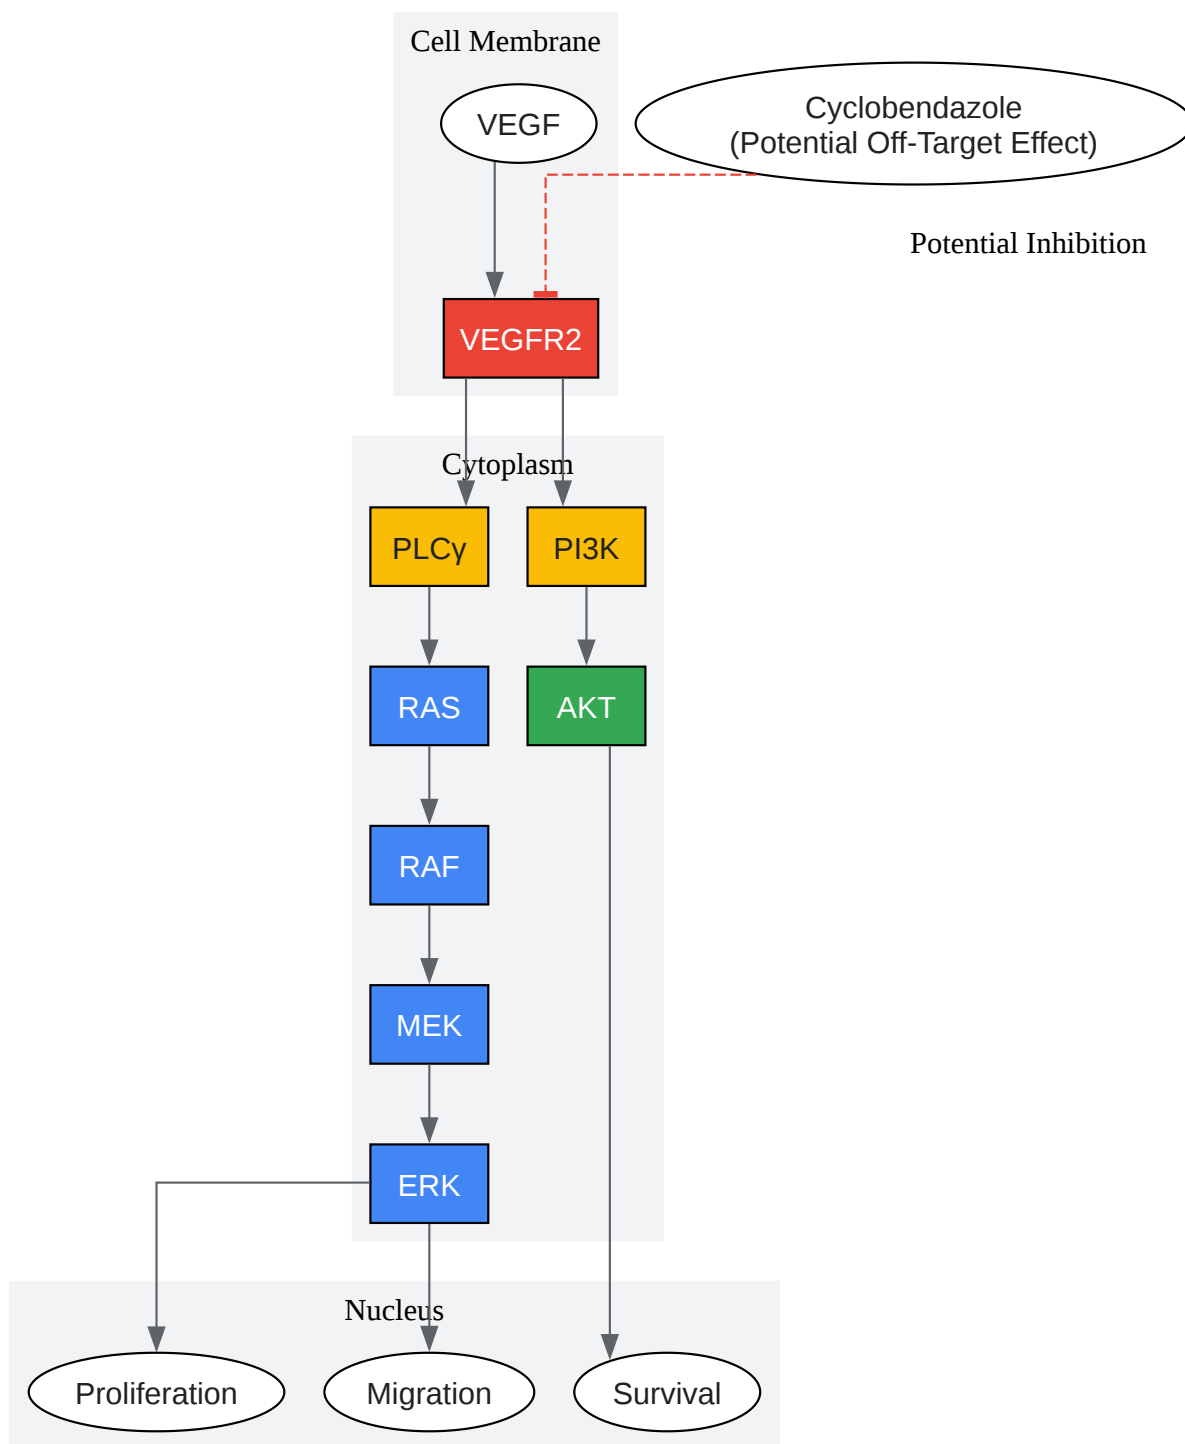 Cell Membrane
VEGF
Cyclobendazole
(Potential Off-Target Effect)
Potential Inhibition
VEGFR2
Cytoplasm
PLCγ
PI3K
RAS
AKT
RAF
MEK
ERK
Nucleus
Proliferation
Migration
Survival